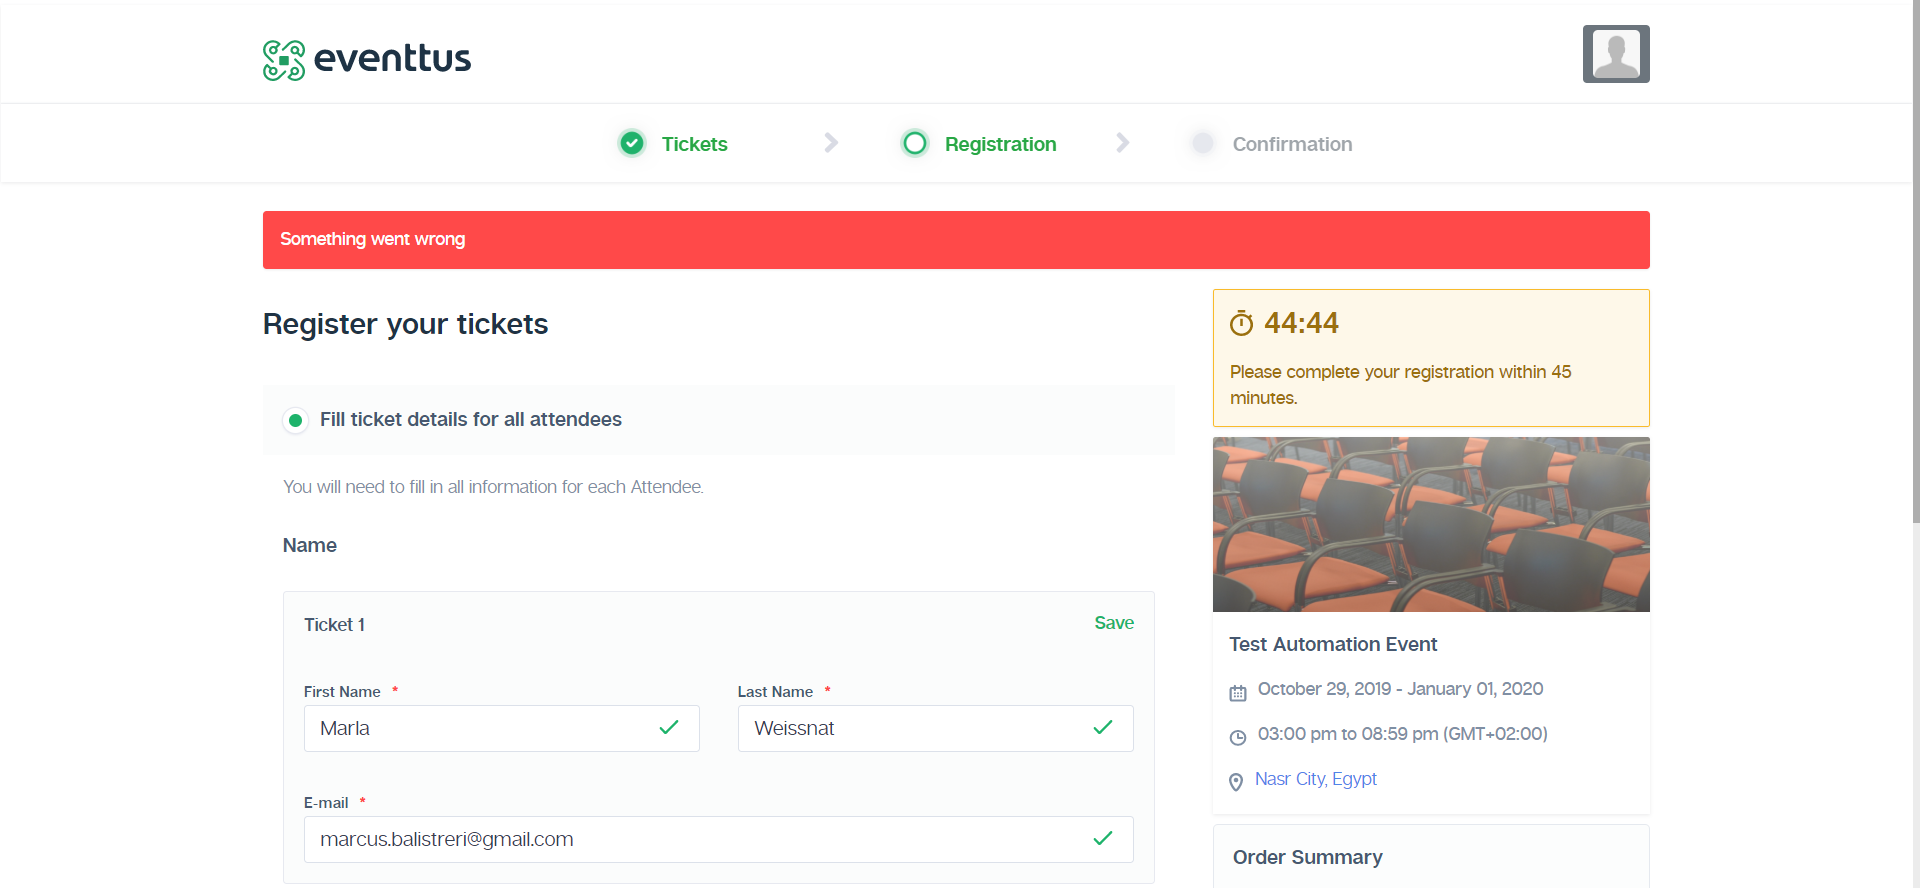 eventtus
Tickets
Registration
Confirmation
Something went wrong
Register your tickets
Fill ticket details for all attendees
You will need to fill in all information for each Attendee.
Name
Ticket 1
Save
First Name *
Last Name *
Marla
Weissnat
E-mail *
marcus.balistreri@gmail.com
44:44
Please complete your registration within 45
minutes.
Test Automation Event
October 29, 2019 - January 01, 2020
03:00 pm to 08:59 pm (GMT+02:00)
Nasr City, Egypt
Order Summary